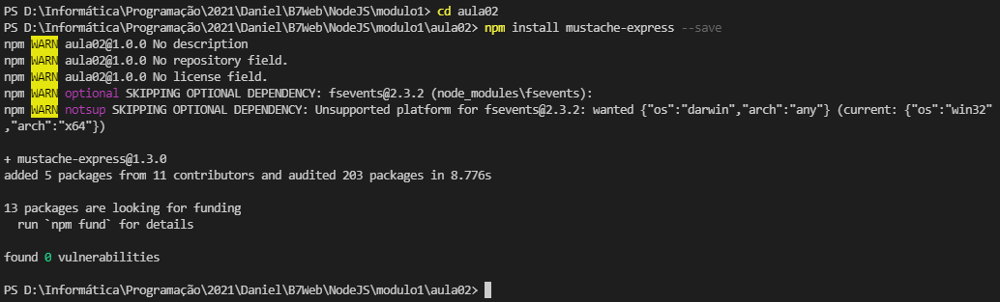 PS D:\Informática\Programação\2021\Daniel\B7Web\NodeJS\modulo1> cd aula02
PS D:\Informática\Programação\2021\Daniel\B7Web\NodeJS\modulo1\aula02> npm install mustache-express --save
npm WARN aula02@1.0.0 No description
npm WARN aula02@1.0.0 No repository field.
npm WARN aula02@1.0.0 No license field.
npm WARN optional SKIPPING OPTIONAL DEPENDENCY: fsevents@2.3.2 (node_modules\fsevents):
npm WARN notsup SKIPPING OPTIONAL DEPENDENCY: Unsupported platform for fsevents@2.3.2: wanted {"os":"darwin","arch":"any"} (current: {"os":"win32"
,"arch":"x64"})
+ mustache-express@1.3.0
added 5 packages from 11 contributors and audited 203 packages in 8.776s
13 packages are looking for funding
run `npm fund` for details
found 0 vulnerabilities
PS D:\Informática\Programação\2021\Daniel\B7Web\NodeJS\modulo1\aula02>